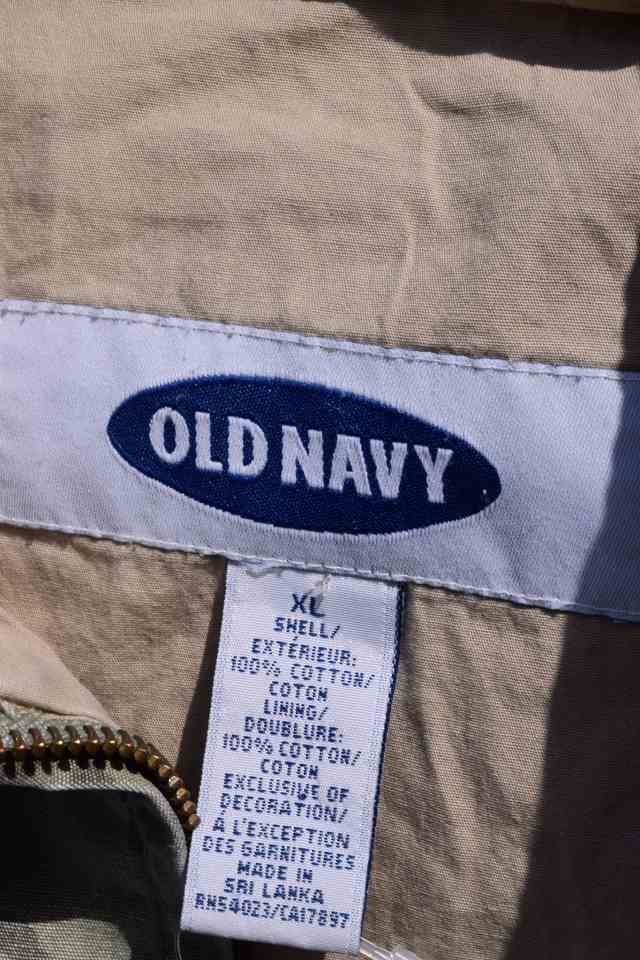 OLD NAVY
XL
SHELL/
EXTÉRIEUR:
100% COTTON/
COTON
LINING/
DOUBLURE:
100% COTTON/
COTON
EXCLUSIVE OF
DECORATION/
À L'EXCEPTION
DES GARNITURES
MADE IN
SRI LANKA
RN54023/CA17897